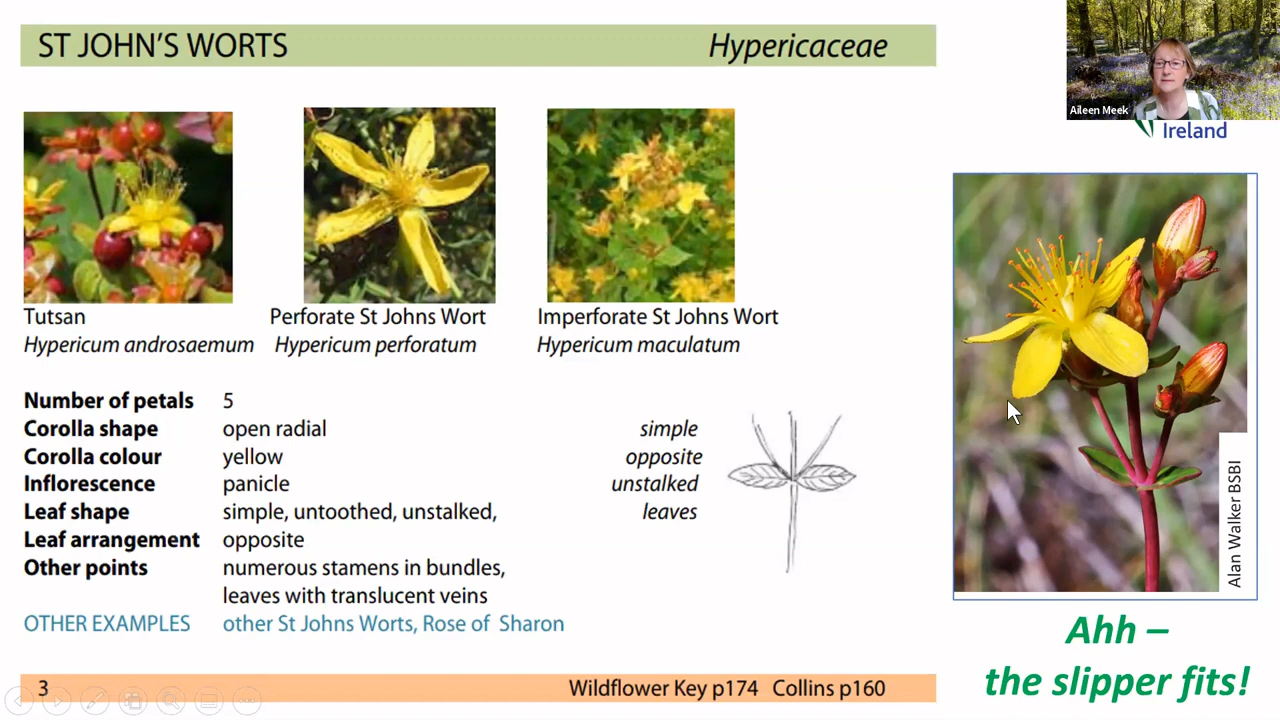 ST JOHN'S WORTS
Hypericaceae
Aileen Meek
Ireland
Tutsan
Hypericum androsaemum
Perforate St Johns Wort
Hypericum perforatum
Imperforate St Johns Wort
Hypericum maculatum
Number of petals 5
Corolla shape open radial
Corolla colour yellow
Inflorescence panicle
Leaf shape simple, untoothed, unstalked,
Leaf arrangement opposite
Other points numerous stamens in bundles,
leaves with translucent veins
OTHER EXAMPLES other St Johns Worts, Rose of Sharon
simple
opposite
unstalked
leaves
Alan Walker BSBI
Ahh –
the slipper fits!
3
Wildflower Key p174 Collins p160